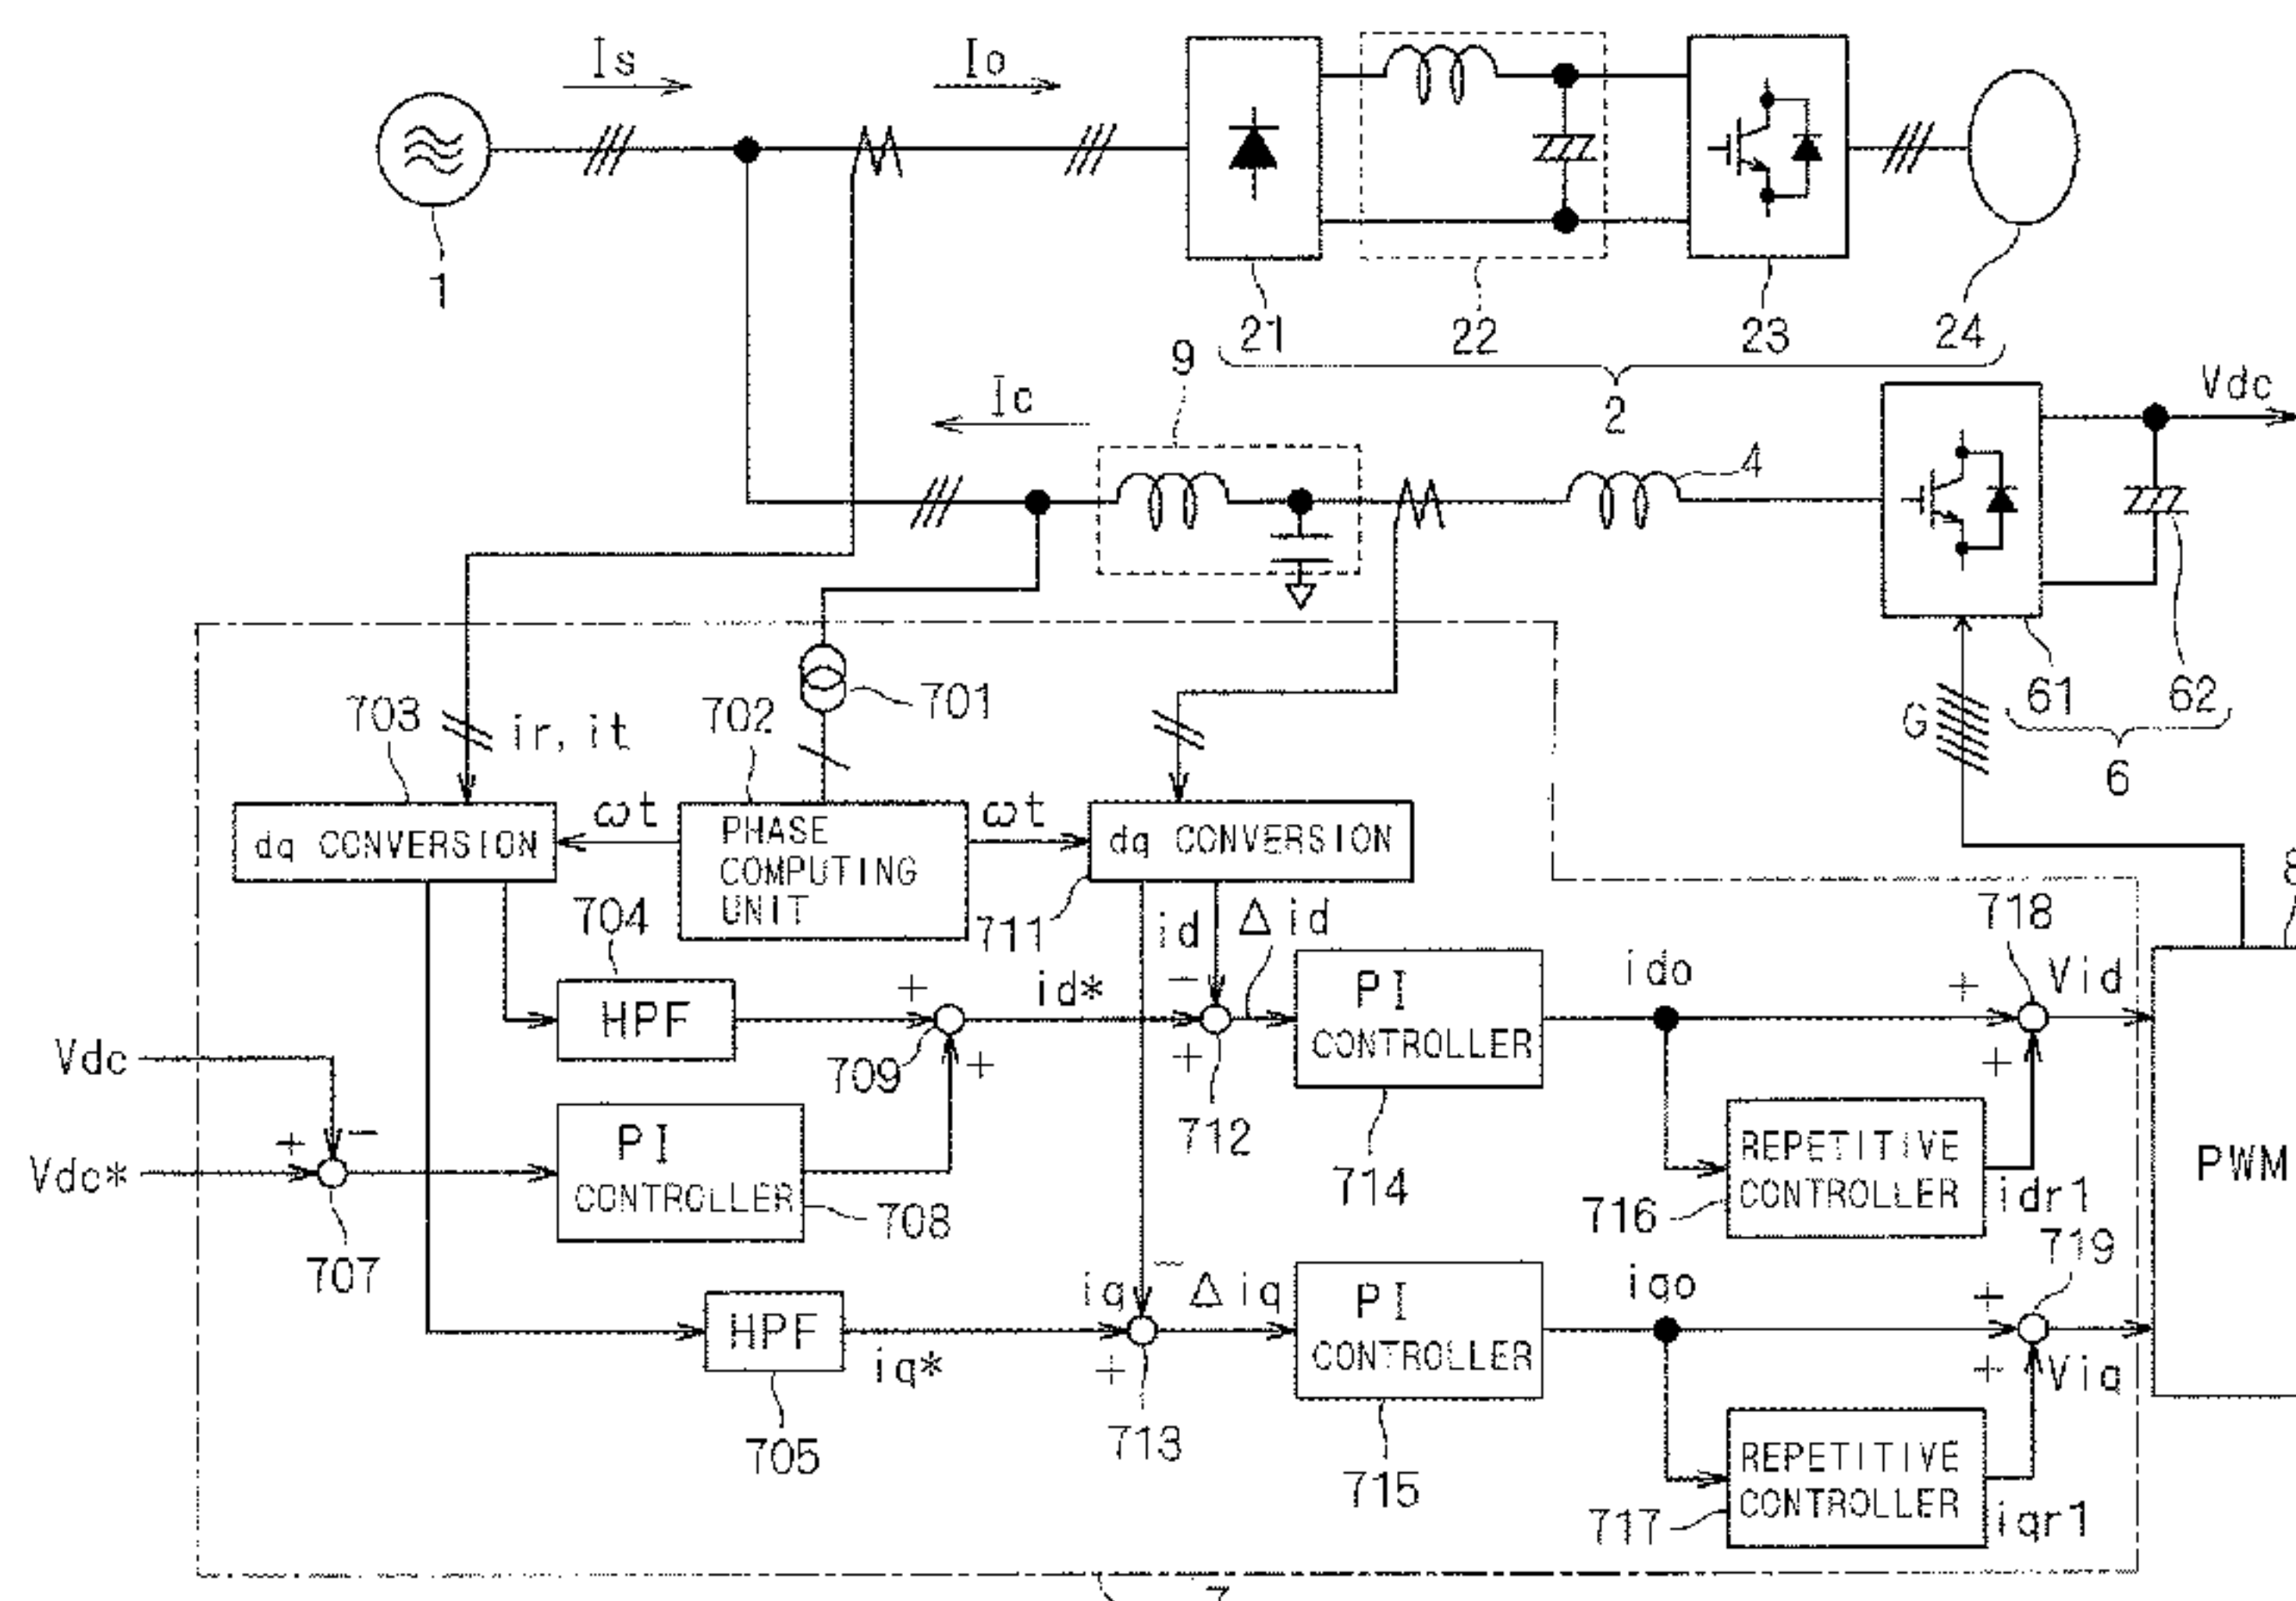 Is
Io
1
21
22
23
24
2
9
Ic
4
Vdc
61
62
6
G
701
702
703
ir, it
ωt
ωt
dq CONVERSION
PHASE
COMPUTING
UNIT
dq CONVERSION
711
704
id
Δid
718
8
HPF
+
id*
−
+
PI
CONTROLLER
ido
+
Vid
709
+
712
714
+
Vdc
Vdc*
+
−
707
PI
CONTROLLER
708
REPETITIVE
CONTROLLER
716
idr1
719
PWM
HPF
705
iq*
iq
−
Δiq
+
713
PI
CONTROLLER
715
iqo
+
+
Viq
REPETITIVE
CONTROLLER
717
iqr1
7